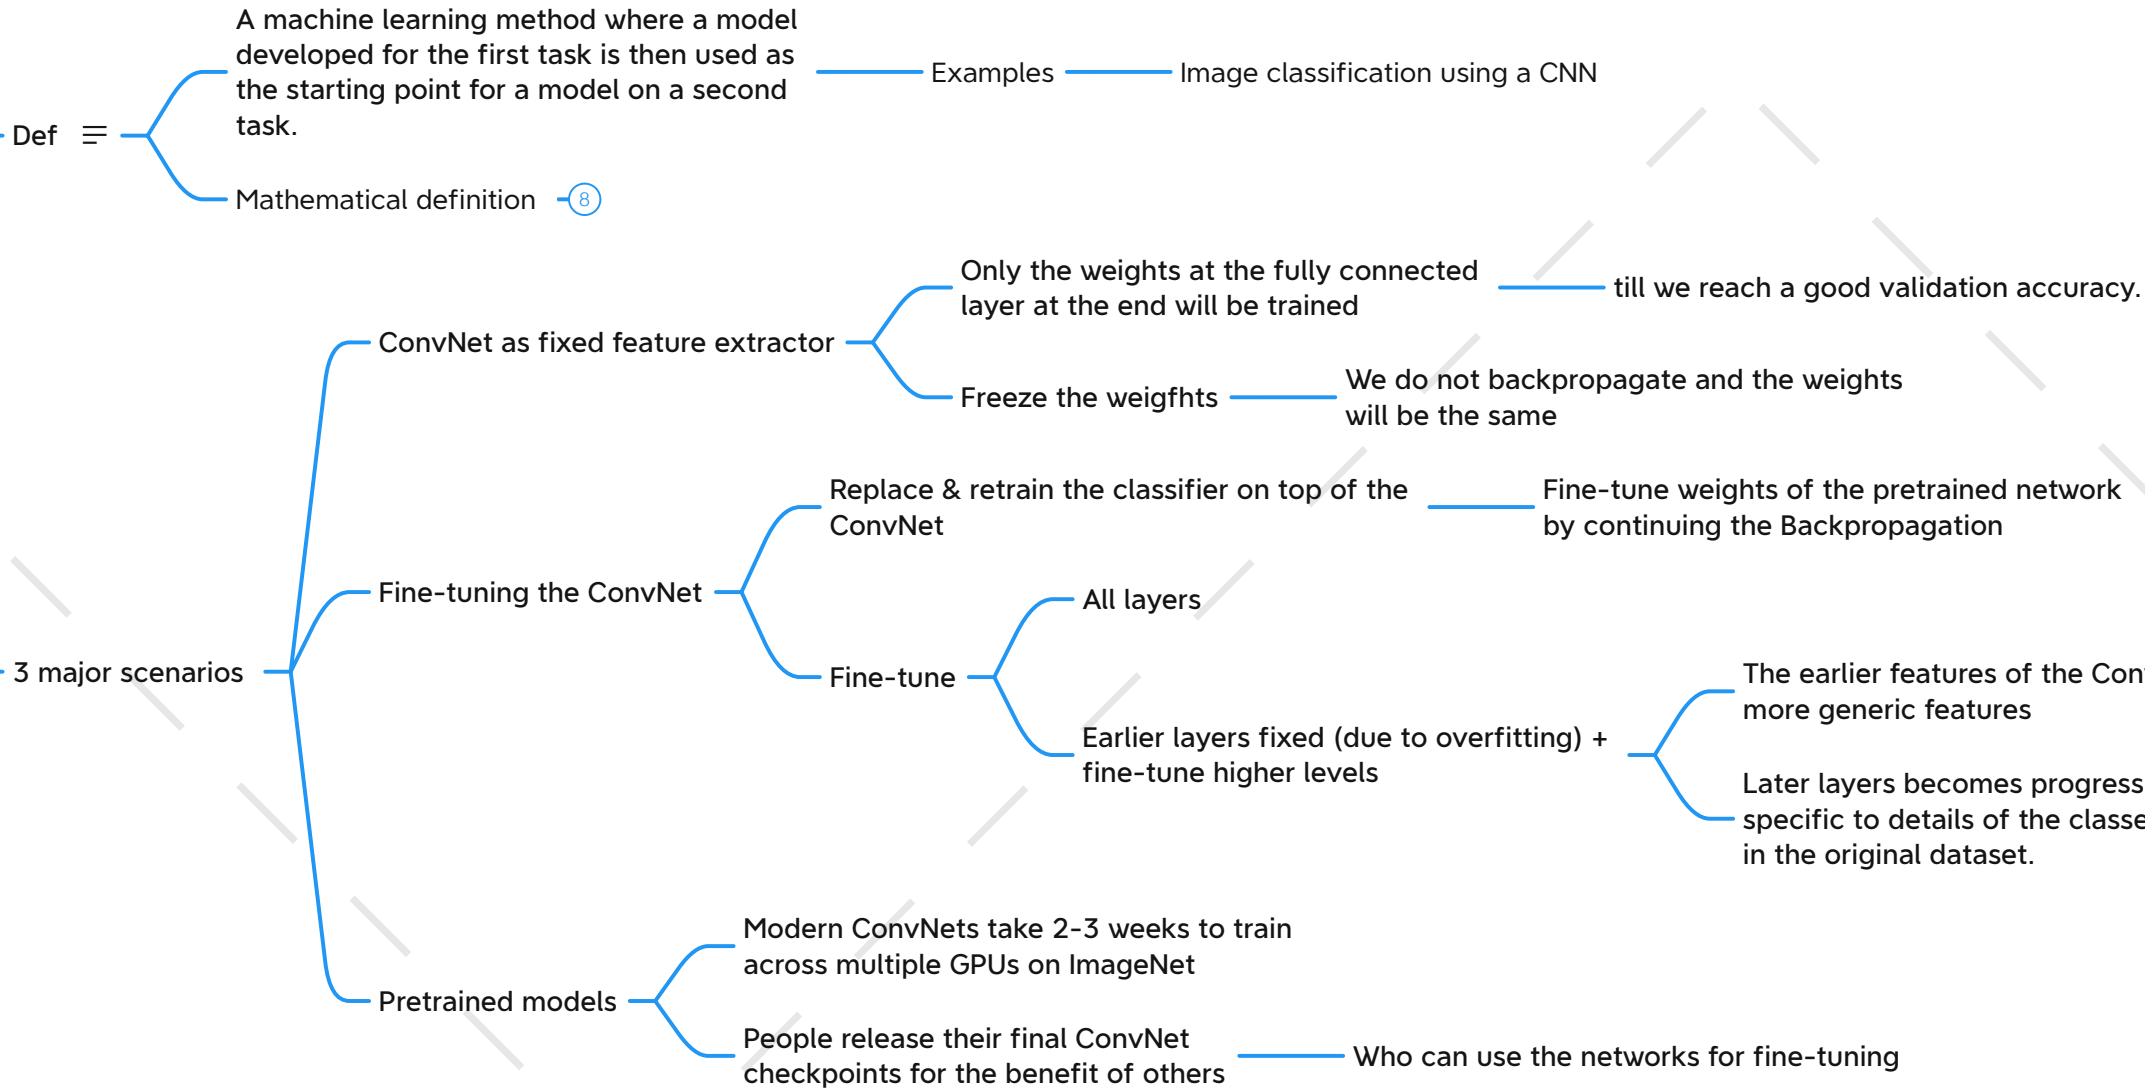 A machine learning method where a model
developed for the first task is then used as
the starting point for a model on a second
task.
Examples
Image classification using a CNN
Def
Mathematical definition
8
Only the weights at the fully connected
layer at the end will be trained
till we reach a good validation accuracy.
ConvNet as fixed feature extractor
Freeze the weigfhts
We do not backpropagate and the weights
will be the same
Replace & retrain the classifier on top of the
ConvNet
Fine-tune weights of the pretrained network
by continuing the Backpropagation
Fine-tuning the ConvNet
All layers
Fine-tune
3 major scenarios
The earlier features of the
more generic features
Earlier layers fixed (due to overfitting) +
fine-tune higher levels
Later layers becomes
specific to details of the
in the original dataset.
Modern ConvNets take 2-3 weeks to train
across multiple GPUs on ImageNet
Pretrained models
People release their final ConvNet
checkpoints for the benefit of others
Who can use the networks for fine-tuning